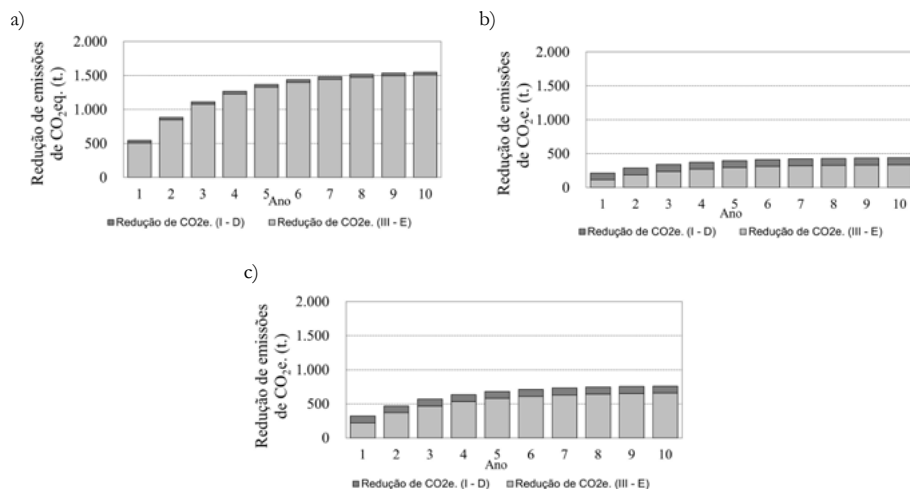 a)
Redução de emissões
de CO₂eq. (t.)
2.000
1.500
1.000
500
0
1 2 3 4 5 6 7 8 9 10
Ano
Redução de CO2e. (I - D) Redução de CO2e. (III - E)
b)
Redução de emissões
de CO₂e. (t.)
2.000
1.500
1.000
500
0
1 2 3 4 5 6 7 8 9 10
Ano
Redução de CO2e. (I - D) Redução de CO2e. (III - E)
c)
Redução de emissões
de CO₂e. (t.)
2.000
1.500
1.000
500
0
1 2 3 4 5 6 7 8 9 10
Ano
Redução de CO2e. (I - D) Redução de CO2e. (III - E)